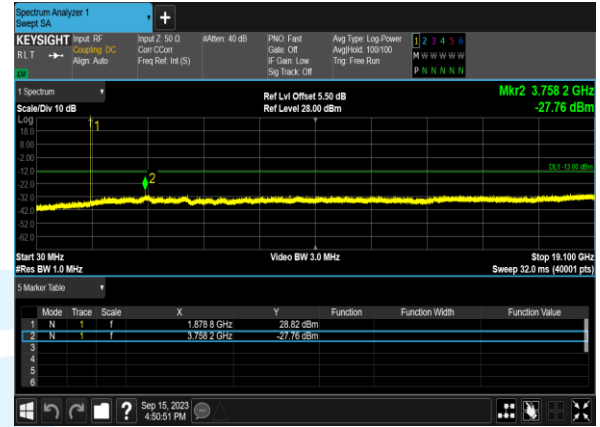 Spectrum Analyzer 1
Swept SA
KEYSIGHT Input: RF Input Z: 50 Ω #Atten: 40 dB PNO: Fast Avg Type: Log-Power 1 2 3 4 5 6
RLT Coupling: DC Corr CCorr Gate: Off Avg|Hold: 100/100 M W W W W W
Align: Auto Freq Ref: Int (S) IF Gain: Low Trig: Free Run
Sig Track: Off P N N N N N
LV
1 Spectrum Ref Lvl Offset 5.50 dB Mkr2 3.758 2 GHz
Scale/Div 10 dB Ref Level 28.00 dBm -27.76 dBm
Log
1
18.0
8.00
-2.00
-12.0 DL1 -13.00 dBm
-22.0 2
-32.0
-42.0
-52.0
-62.0
Start 30 MHz Video BW 3.0 MHz Stop 19.100 GHz
#Res BW 1.0 MHz Sweep 32.0 ms (40001 pts)
5 Marker Table
Mode Trace Scale X Y Function Function Width Function Value
1 N 1 f 1.878 8 GHz 28.82 dBm
2 N 1 f 3.758 2 GHz -27.76 dBm
3
4
5
6
? Sep 15, 2023
4:50:51 PM